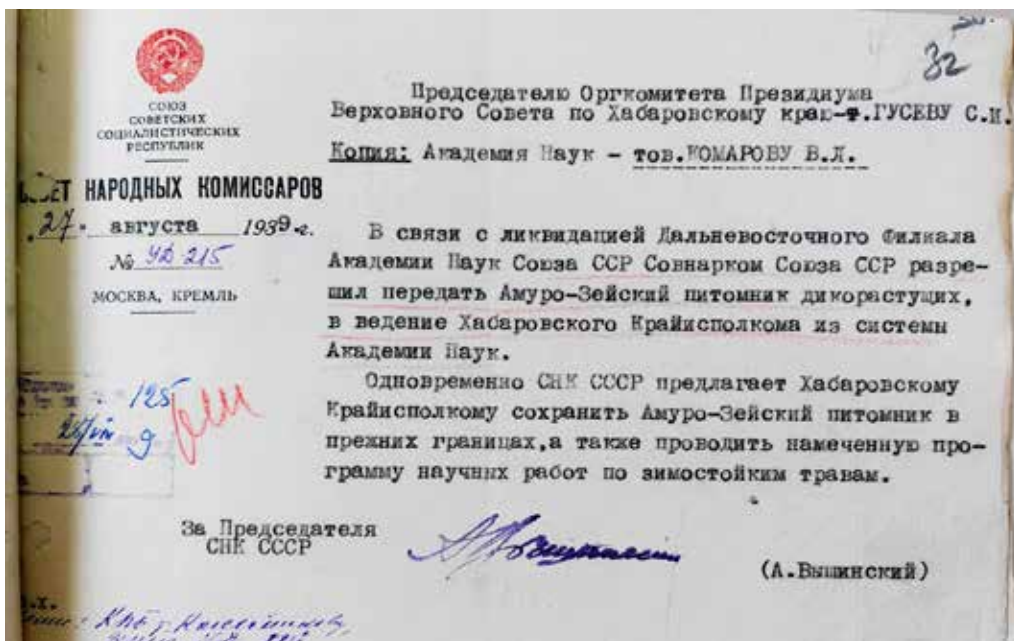 32
СОЮЗ
СОВЕТСКИХ
СОЦИАЛИСТИЧЕСКИХ
РЕСПУБЛИК
НАРОДНЫХ КОМИССАРОВ
27. августа 1939 г.
№ УД 215
МОСКВА, КРЕМЛЬ
Председателю Оргкомитета Президиума
Верховного Совета по Хабаровскому краю-т.ГУСЕВУ С.И.
Копия: Академия Наук - тов.КОМАРОВУ В.Л.
В связи с ликвидацией Дальневосточного Филиала
Академии Наук Союза ССР Совнарком Союза ССР разре-
шил передать Амуро-Зейский питомник дикорастущих,
в ведение Хабаровского Крайисполкома из системы
Академии Наук.
Одновременно СНК СССР предлагает Хабаровскому
Крайисполкому сохранить Амуро-Зейский питомник в
прежних границах,а также проводить намеченную про-
грамму научных работ по зимостойким травам.
125
9
За Председателя
СНК СССР
(А.Вышинский)